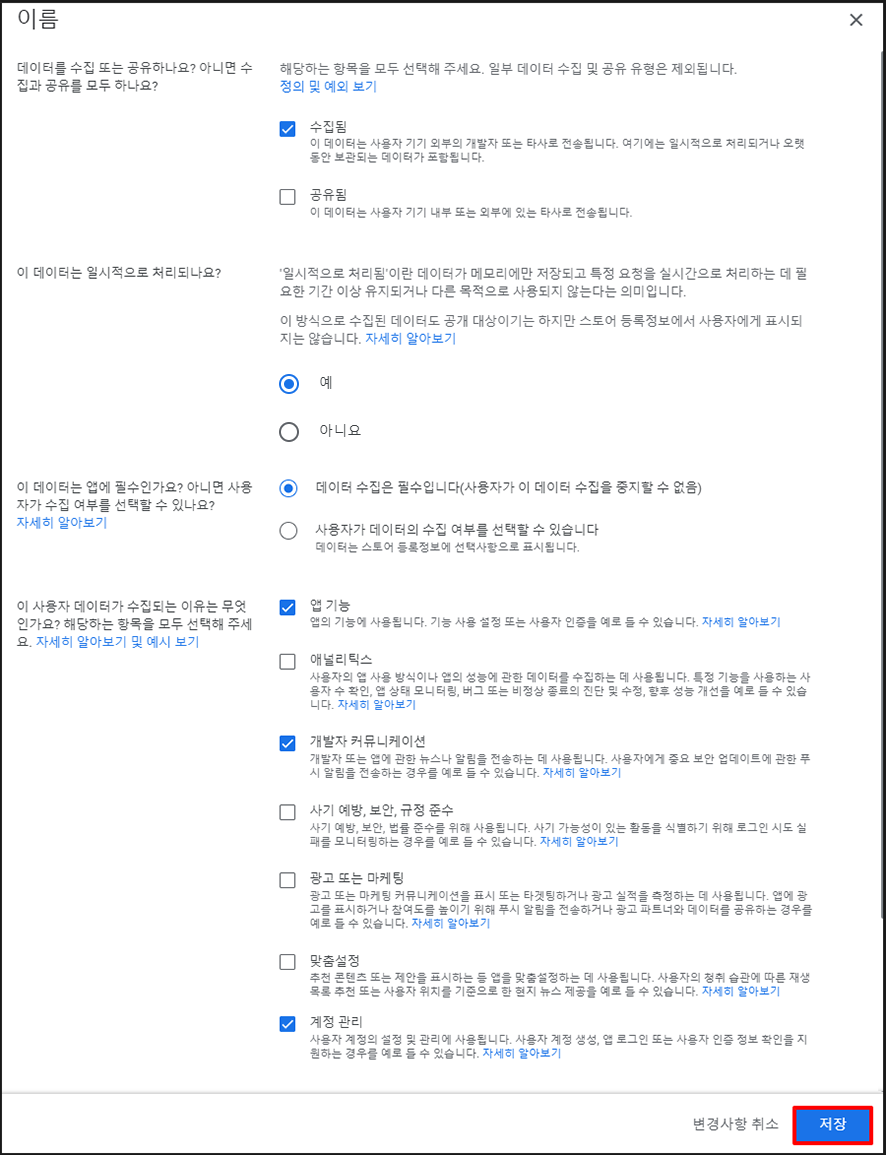 이름
데이터를 수집 또는 공유하나요? 아니면 수
집과 공유를 모두 하나요?
해당하는 항목을 모두 선택해 주세요. 일부 데이터 수집 및 공유 유형은 제외됩니다.
정의 및 예외 보기
수집됨
이 데이터는 사용자 기기 외부의 개발자 또는 타사로 전송됩니다. 여기에는 일시적으로 처리되거나 오랫
동안 보관되는 데이터가 포함됩니다.
공유됨
이 데이터는 사용자 기기 내부 또는 외부에 있는 타사로 전송됩니다.
이 데이터는 일시적으로 처리되나요?
'일시적으로 처리됨'이란 데이터가 메모리에만 저장되고 특정 요청을 실시간으로 처리하는 데 필
요한 기간 이상 유지되거나 다른 목적으로 사용되지 않는다는 의미입니다.
이 방식으로 수집된 데이터도 공개 대상이기는 하지만 스토어 등록정보에서 사용자에게 표시되
지는 않습니다. 자세히 알아보기
예
아니요
이 데이터는 앱에 필수인가요? 아니면 사용
자가 수집 여부를 선택할 수 있나요?
자세히 알아보기
데이터 수집은 필수입니다(사용자가 이 데이터 수집을 중지할 수 없음)
사용자가 데이터의 수집 여부를 선택할 수 있습니다
데이터는 스토어 등록정보에 선택사항으로 표시됩니다.
이 사용자 데이터가 수집되는 이유는 무엇
인가요? 해당하는 항목을 모두 선택해 주세
요. 자세히 알아보기 및 예시 보기
앱 기능
앱의 기능에 사용됩니다. 기능 사용 설정 또는 사용자 인증을 예로 들 수 있습니다. 자세히 알아보기
애널리틱스
사용자의 앱 사용 방식이나 앱의 성능에 관한 데이터를 수집하는 데 사용됩니다. 특정 기능을 사용하는 사
용자 수 확인, 앱 상태 모니터링, 버그 또는 비정상 종료의 진단 및 수정, 향후 성능 개선을 예로 들 수 있습
니다. 자세히 알아보기
개발자 커뮤니케이션
개발자 또는 앱에 관한 뉴스나 알림을 전송하는 데 사용됩니다. 사용자에게 중요 보안 업데이트에 관한 푸
시 알림을 전송하는 경우를 예로 들 수 있습니다. 자세히 알아보기
사기 예방, 보안, 규정 준수
사기 예방, 보안, 법률 준수를 위해 사용됩니다. 사기 가능성이 있는 활동을 식별하기 위해 로그인 시도 실
패를 모니터링하는 경우를 예로 들 수 있습니다. 자세히 알아보기
광고 또는 마케팅
광고 또는 마케팅 커뮤니케이션을 표시 또는 타겟팅하거나 광고 실적을 측정하는 데 사용됩니다. 앱에 광
고를 표시하거나 참여도를 높이기 위해 푸시 알림을 전송하거나 광고 파트너와 데이터를 공유하는 경우를
예로 들 수 있습니다. 자세히 알아보기
맞춤설정
추천 콘텐츠 또는 제안을 표시하는 등 앱을 맞춤설정하는 데 사용됩니다. 사용자의 청취 습관에 따른 재생
목록 추천 또는 사용자 위치를 기준으로 한 현지 뉴스 제공을 예로 들 수 있습니다. 자세히 알아보기
계정 관리
사용자 계정의 설정 및 관리에 사용됩니다. 사용자 계정 생성, 앱 로그인 또는 사용자 인증 정보 확인을 지
원하는 경우를 예로 들 수 있습니다. 자세히 알아보기
변경사항 취소
저장